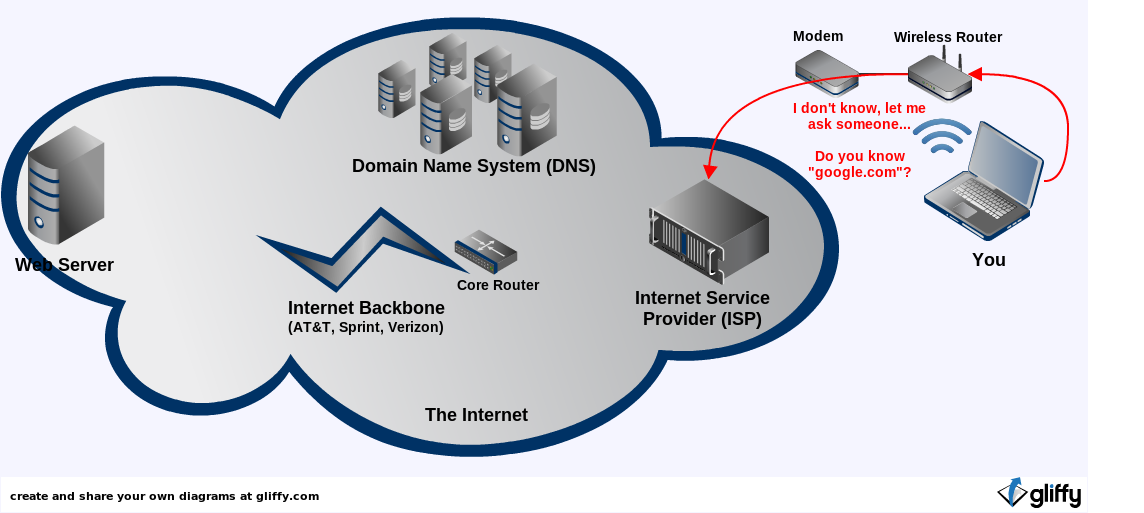 Modem
Wireless Router
I don't know, let me
ask someone...
Do you know
"google.com"?
Domain Name System (DNS)
Web Server
You
Core Router
Internet Backbone
(AT&T, Sprint, Verizon)
Internet Service
Provider (ISP)
The Internet
create and share your own diagrams at gliffy.com
gliffy